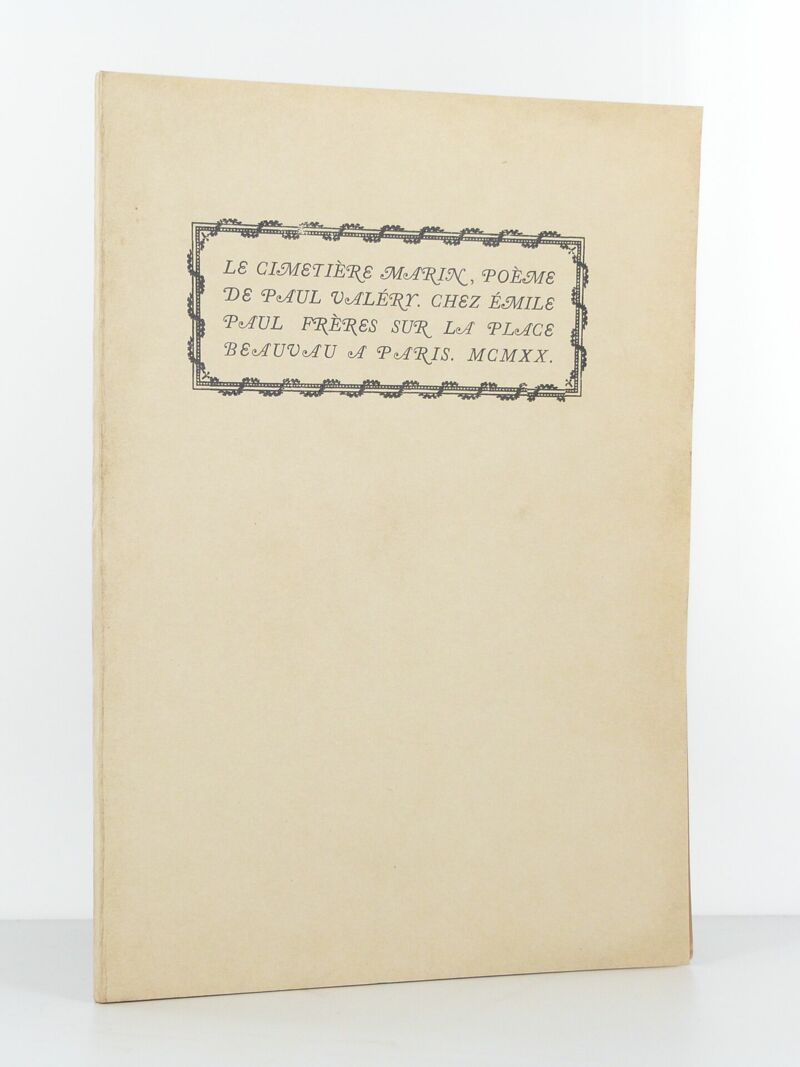 LE CIMETIÈRE MARIN, POÈME
DE PAUL VALÉRY. CHEZ ÉMILE
PAUL FRÈRES SUR LA PLACE
BEAUVAU A PARIS. MCMXX.